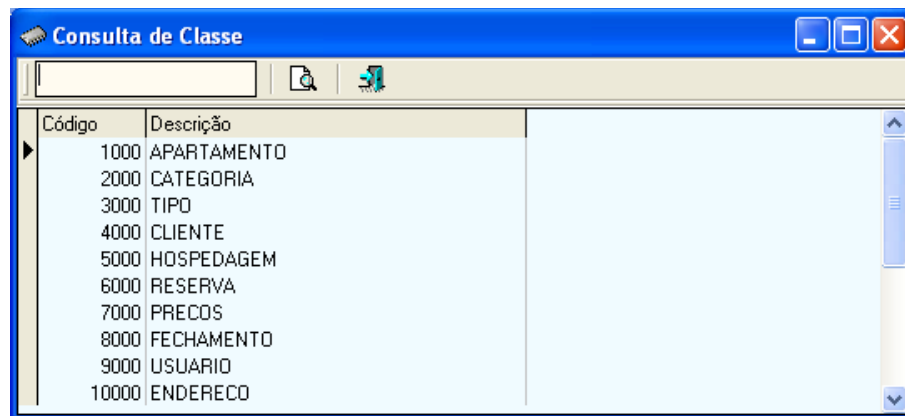 Consulta de Classe
Código Descrição
1000 APARTAMENTO
2000 CATEGORIA
3000 TIPO
4000 CLIENTE
5000 HOSPEDAGEM
6000 RESERVA
7000 PRECOS
8000 FECHAMENTO
9000 USUARIO
10000 ENDERECO